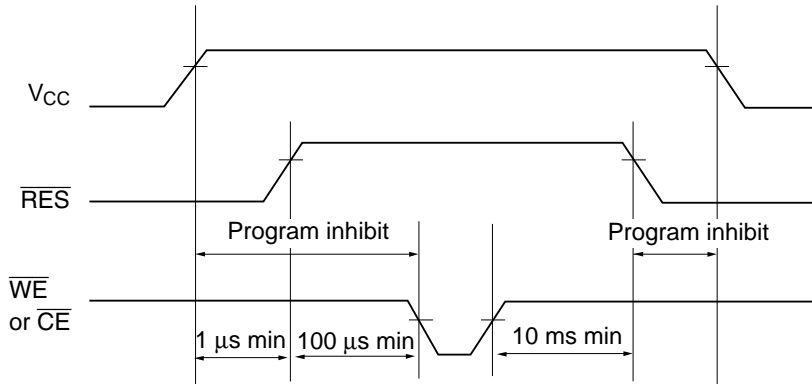 VCC
RES
Program inhibit
Program inhibit
WE
or CE
1 μs min
100 μs min
10 ms min